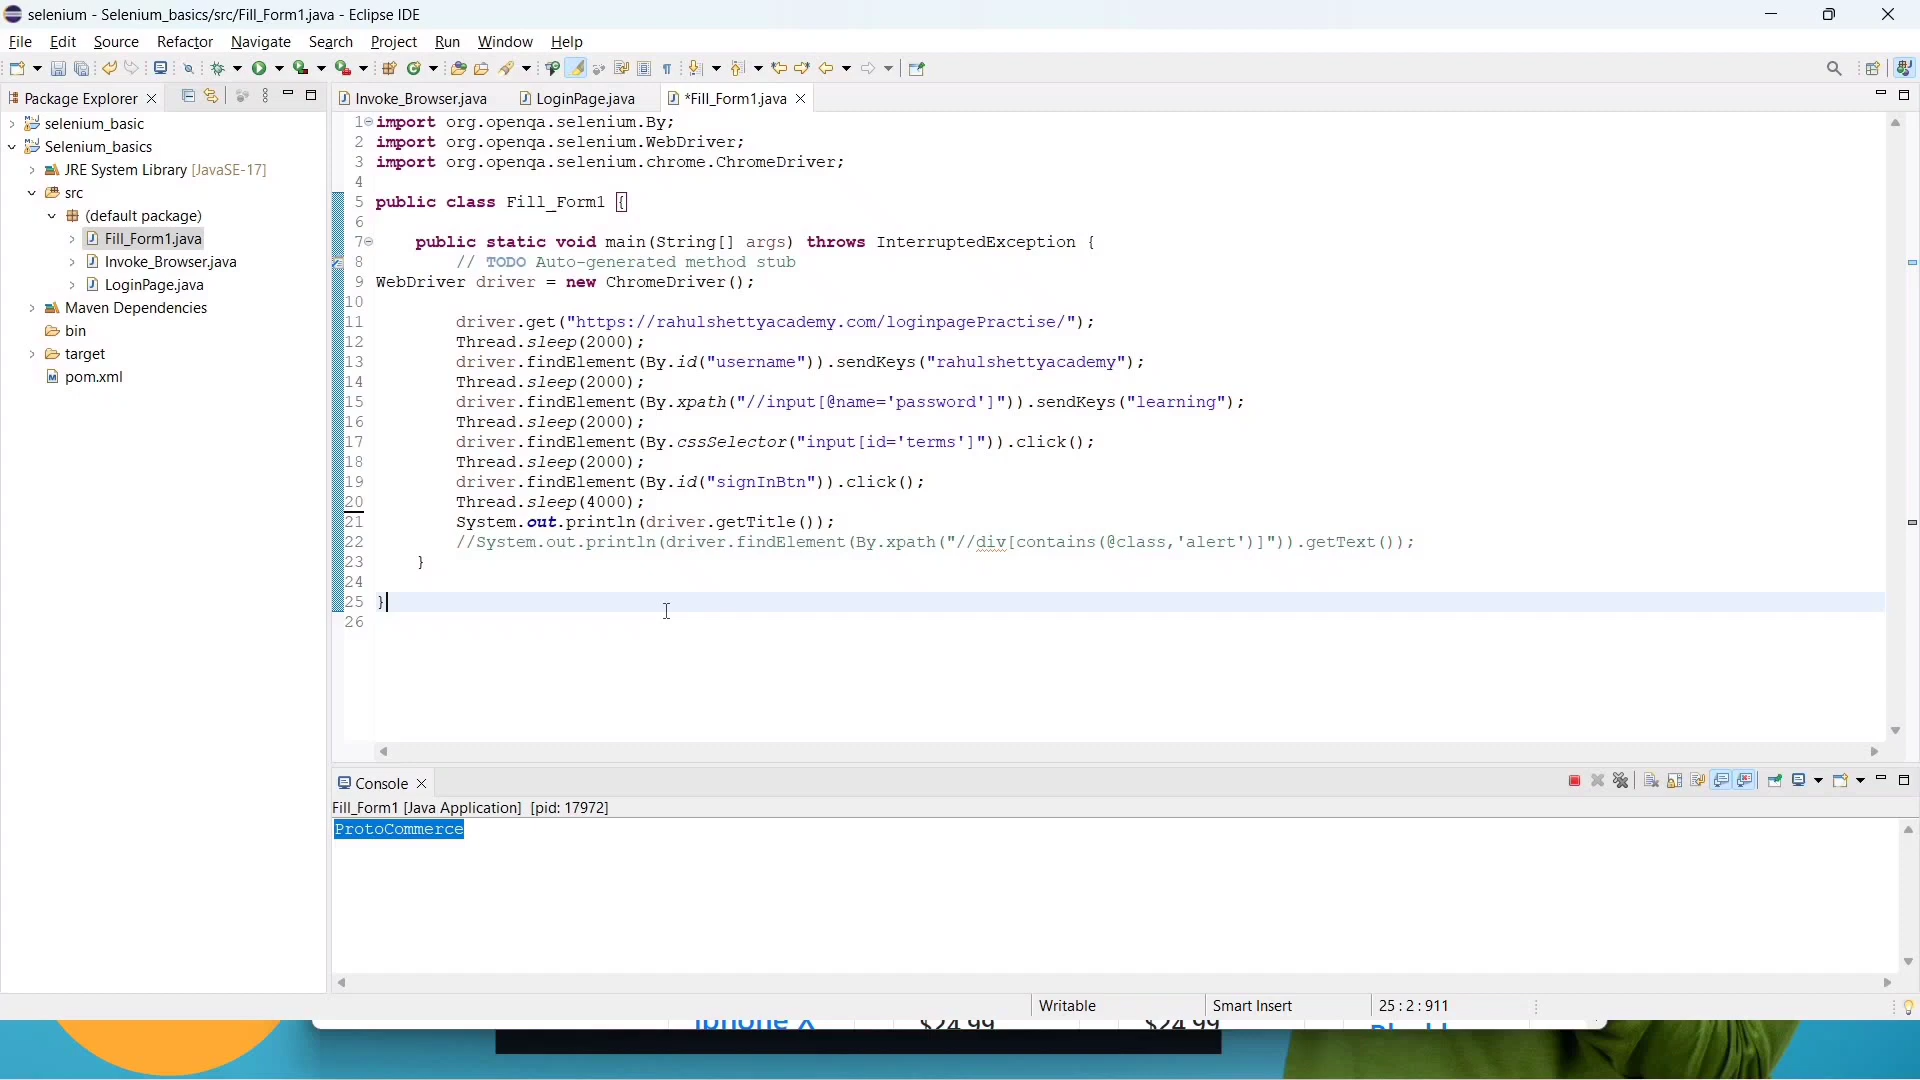 selenium - Selenium_basics/src/Fill_Form1.java - Eclipse IDE
File Edit Source Refactor Navigate Search Project Run Window Help
Package Explorer
selenium_basic
Selenium_basics
JRE System Library [JavaSE-17]
src
(default package)
Fill_Form1.java
Invoke_Browser.java
LoginPage.java
Maven Dependencies
bin
target
pom.xml
Invoke_Browser.java LoginPage.java *Fill_Form1.java
1 import org.openqa.selenium.By;
2 import org.openqa.selenium.WebDriver;
3 import org.openqa.selenium.chrome.ChromeDriver;
4
5 public class Fill_Form1 {
6
7 public static void main(String[] args) throws InterruptedException {
8 // TODO Auto-generated method stub
9 WebDriver driver = new ChromeDriver();
10
11 driver.get("https://rahulshettyacademy.com/loginpagePractise/");
12 Thread.sleep(2000);
13 driver.findElement(By.id("username")).sendKeys("rahulshettyacademy");
14 Thread.sleep(2000);
15 driver.findElement(By.xpath("//input[@name='password']")).sendKeys("learning");
16 Thread.sleep(2000);
17 driver.findElement(By.cssSelector("input[id='terms']")).click();
18 Thread.sleep(2000);
19 driver.findElement(By.id("signInBtn")).click();
20 Thread.sleep(4000);
21 System.out.println(driver.getTitle());
22 //System.out.println(driver.findElement(By.xpath("//div[contains(@class,'alert')]")).getText());
23 }
24
25 }
26
Console
Fill_Form1 [Java Application] [pid: 17972]
ProtoCommerce
Writable Smart Insert 25 : 2 : 911
iphone X $24.99 $24.99